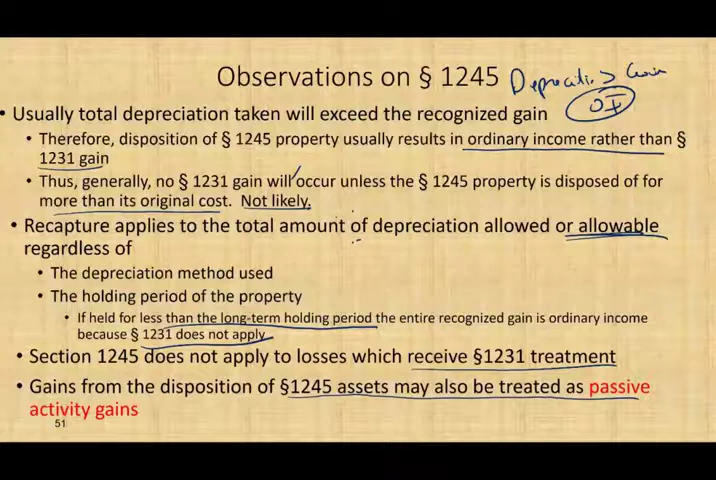 Observations on § 1245 Depreciation > Gain
OI
• Usually total depreciation taken will exceed the recognized gain
• Therefore, disposition of § 1245 property usually results in ordinary income rather than §
1231 gain
• Thus, generally, no § 1231 gain will occur unless the § 1245 property is disposed of for
more than its original cost. Not likely.
• Recapture applies to the total amount of depreciation allowed or allowable
regardless of
• The depreciation method used
• The holding period of the property
• If held for less than the long-term holding period the entire recognized gain is ordinary income
because § 1231 does not apply
• Section 1245 does not apply to losses which receive §1231 treatment
• Gains from the disposition of §1245 assets may also be treated as passive
activity gains
51